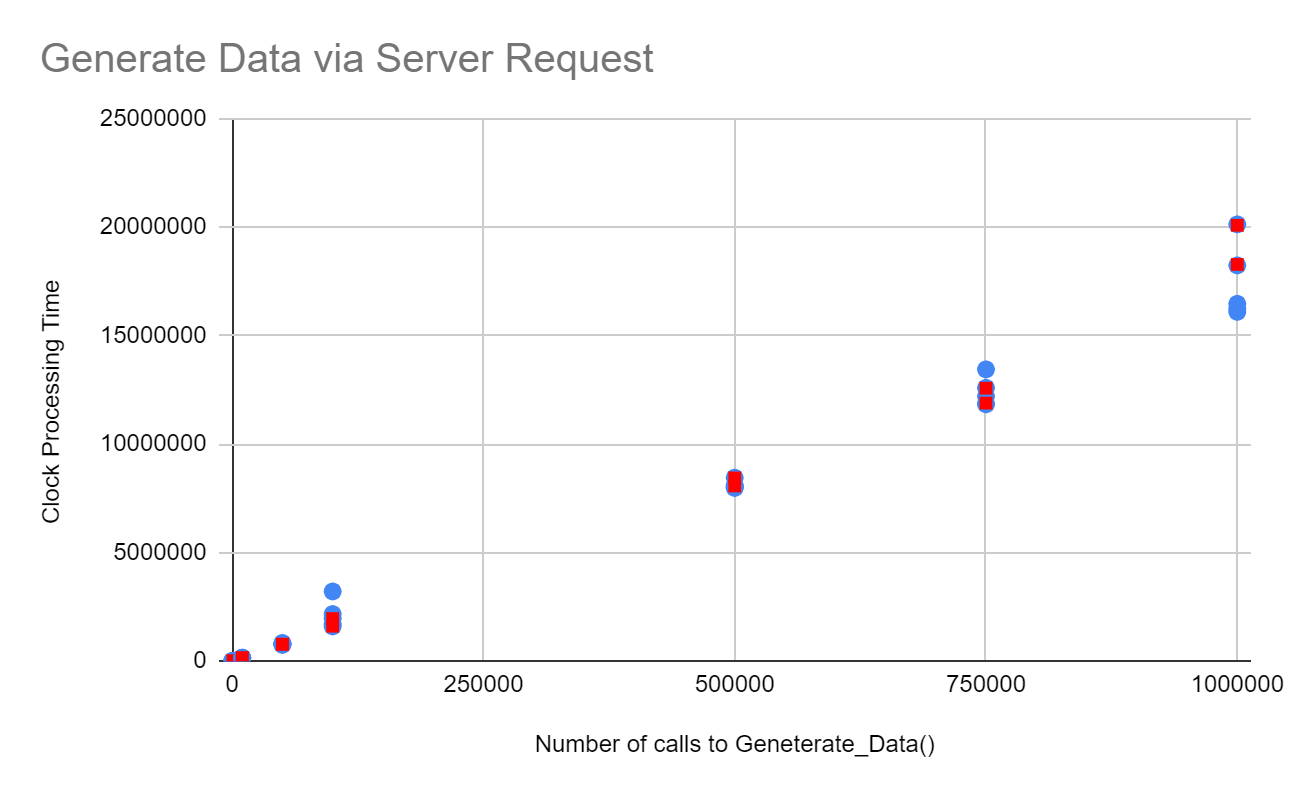 Generate Data via Server Request
25000000
20000000
15000000
10000000
5000000
0
Clock Processing Time
0 250000 500000 750000 1000000
Number of calls to Geneterate_Data()